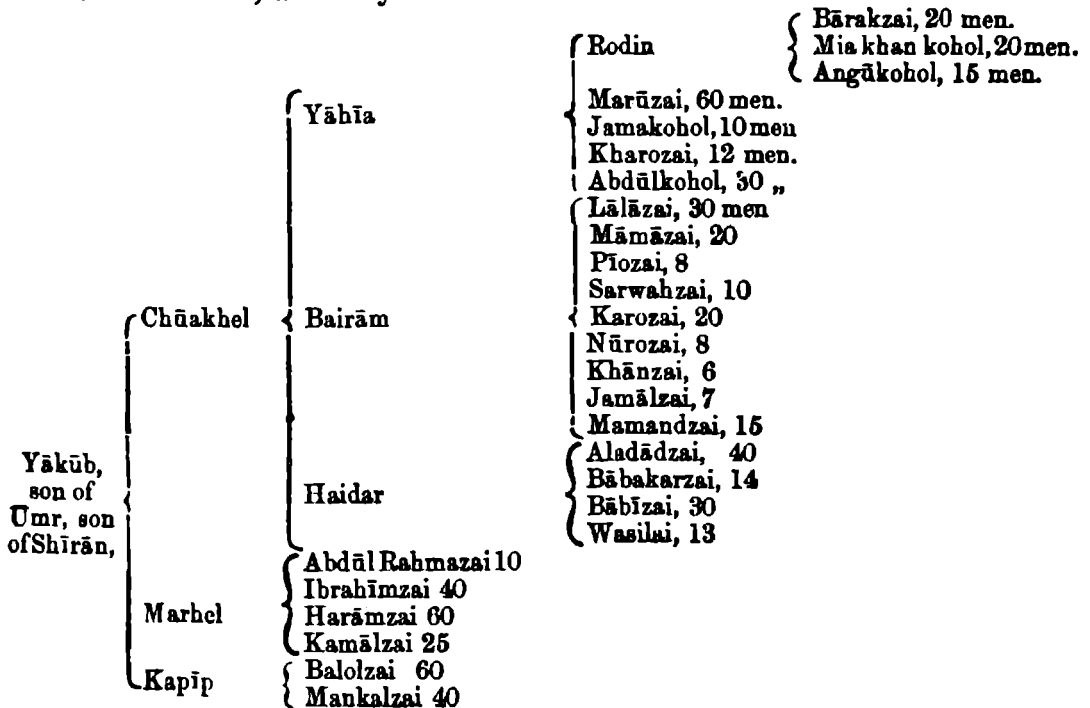 Bārakzai, 20 men.
Rodin Mia khan kohol, 20 men.
Angūkohol, 15 men.
Yāhīa Marūzai, 60 men.
Jamakohol, 10 men
Kharozai, 12 men.
Abdūlkohol, 30 „
Lālāzai, 30 men
Māmāzai, 20
Pīozai, 8
Sarwahzai, 10
Chūakhel Bairām Karozai, 20
Nūrozai, 8
Khānzai, 6
Jamālzai, 7
Mamandzai, 15
Aladādzai, 40
Yākūb, Bābakarzai, 14
son of Haidar
Ūmr, son Bābīzai, 30
of Shīrān, Wasilai, 13
Abdūl Rahmazai 10
Ibrahīmzai 40
Marhel Harāmzai 60
Kamālzai 25
Kapīp Balolzai 60
Mankalzai 40